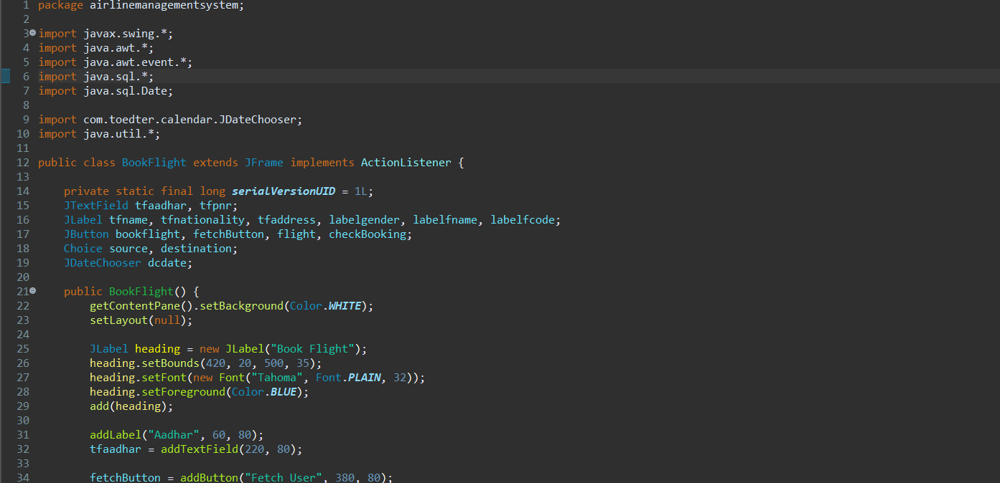 1 package airlinemanagementsystem;
2
3 import javax.swing.*;
4 import java.awt.*;
5 import java.awt.event.*;
6 import java.sql.*;
7 import java.sql.Date;
8
9 import com.toedter.calendar.JDateChooser;
10 import java.util.*;
11
12 public class BookFlight extends JFrame implements ActionListener {
13
14     private static final long serialVersionUID = 1L;
15     JTextField tfaadhar, tfpnr;
16     JLabel tfname, tfnationality, tfaddress, labelgender, labelfname, labelfcode;
17     JButton bookflight, fetchButton, flight, checkBooking;
18     Choice source, destination;
19     JDateChooser dcdate;
20
21     public BookFlight() {
22         getContentPane().setBackground(Color.WHITE);
23         setLayout(null);
24
25         JLabel heading = new JLabel("Book Flight");
26         heading.setBounds(420, 20, 500, 35);
27         heading.setFont(new Font("Tahoma", Font.PLAIN, 32));
28         heading.setForeground(Color.BLUE);
29         add(heading);
30
31         addLabel("Aadhar", 60, 80);
32         tfaadhar = addTextField(220, 80);
33
34         fetchButton = addButton("Fetch User", 380, 80);